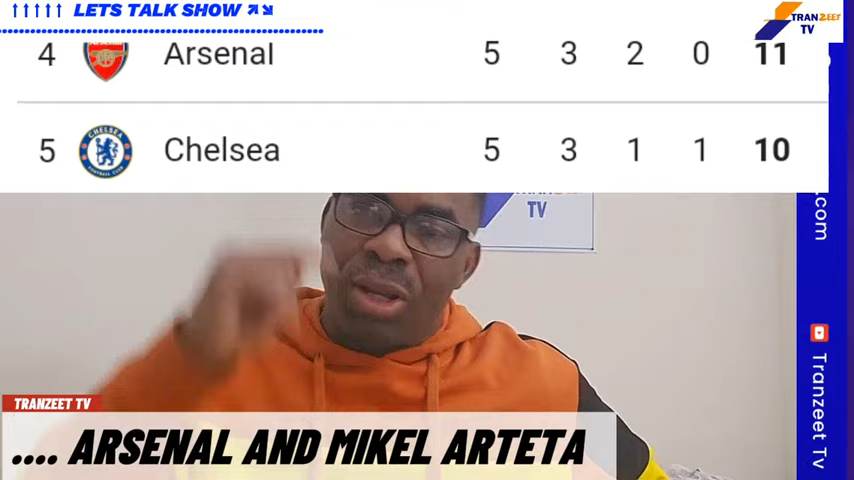 LETS TALK SHOW
TRANZEET
TV
4 Arsenal 5 3 2 0 11
5 Chelsea 5 3 1 1 10
CHELSEA
TV
.com
Tranzeet Tv
TRANZEET TV
.... ARSENAL AND MIKEL ARTETA